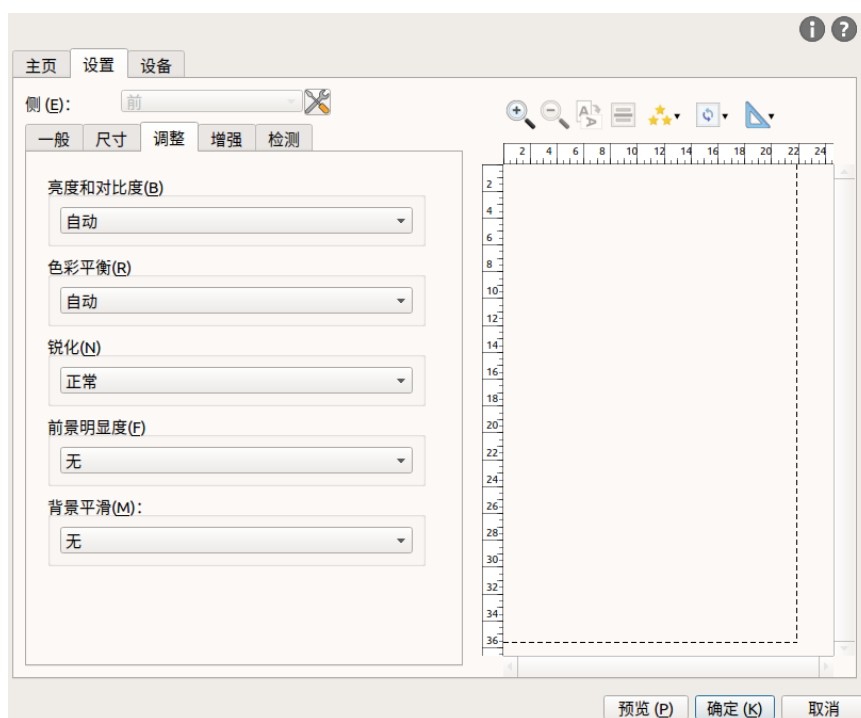 主页 设置 设备
侧 (E): 前
一般 尺寸 调整 增强 检测
亮度和对比度(B)
自动
色彩平衡(R)
自动
锐化(N)
正常
前景明显度(F)
无
背景平滑(M):
无
2 4 6 8 10 12 14 16 18 20 22 24
2
4
6
8
10
12
14
16
18
20
22
24
26
28
30
32
34
36
预览 (P) 确定 (K) 取消